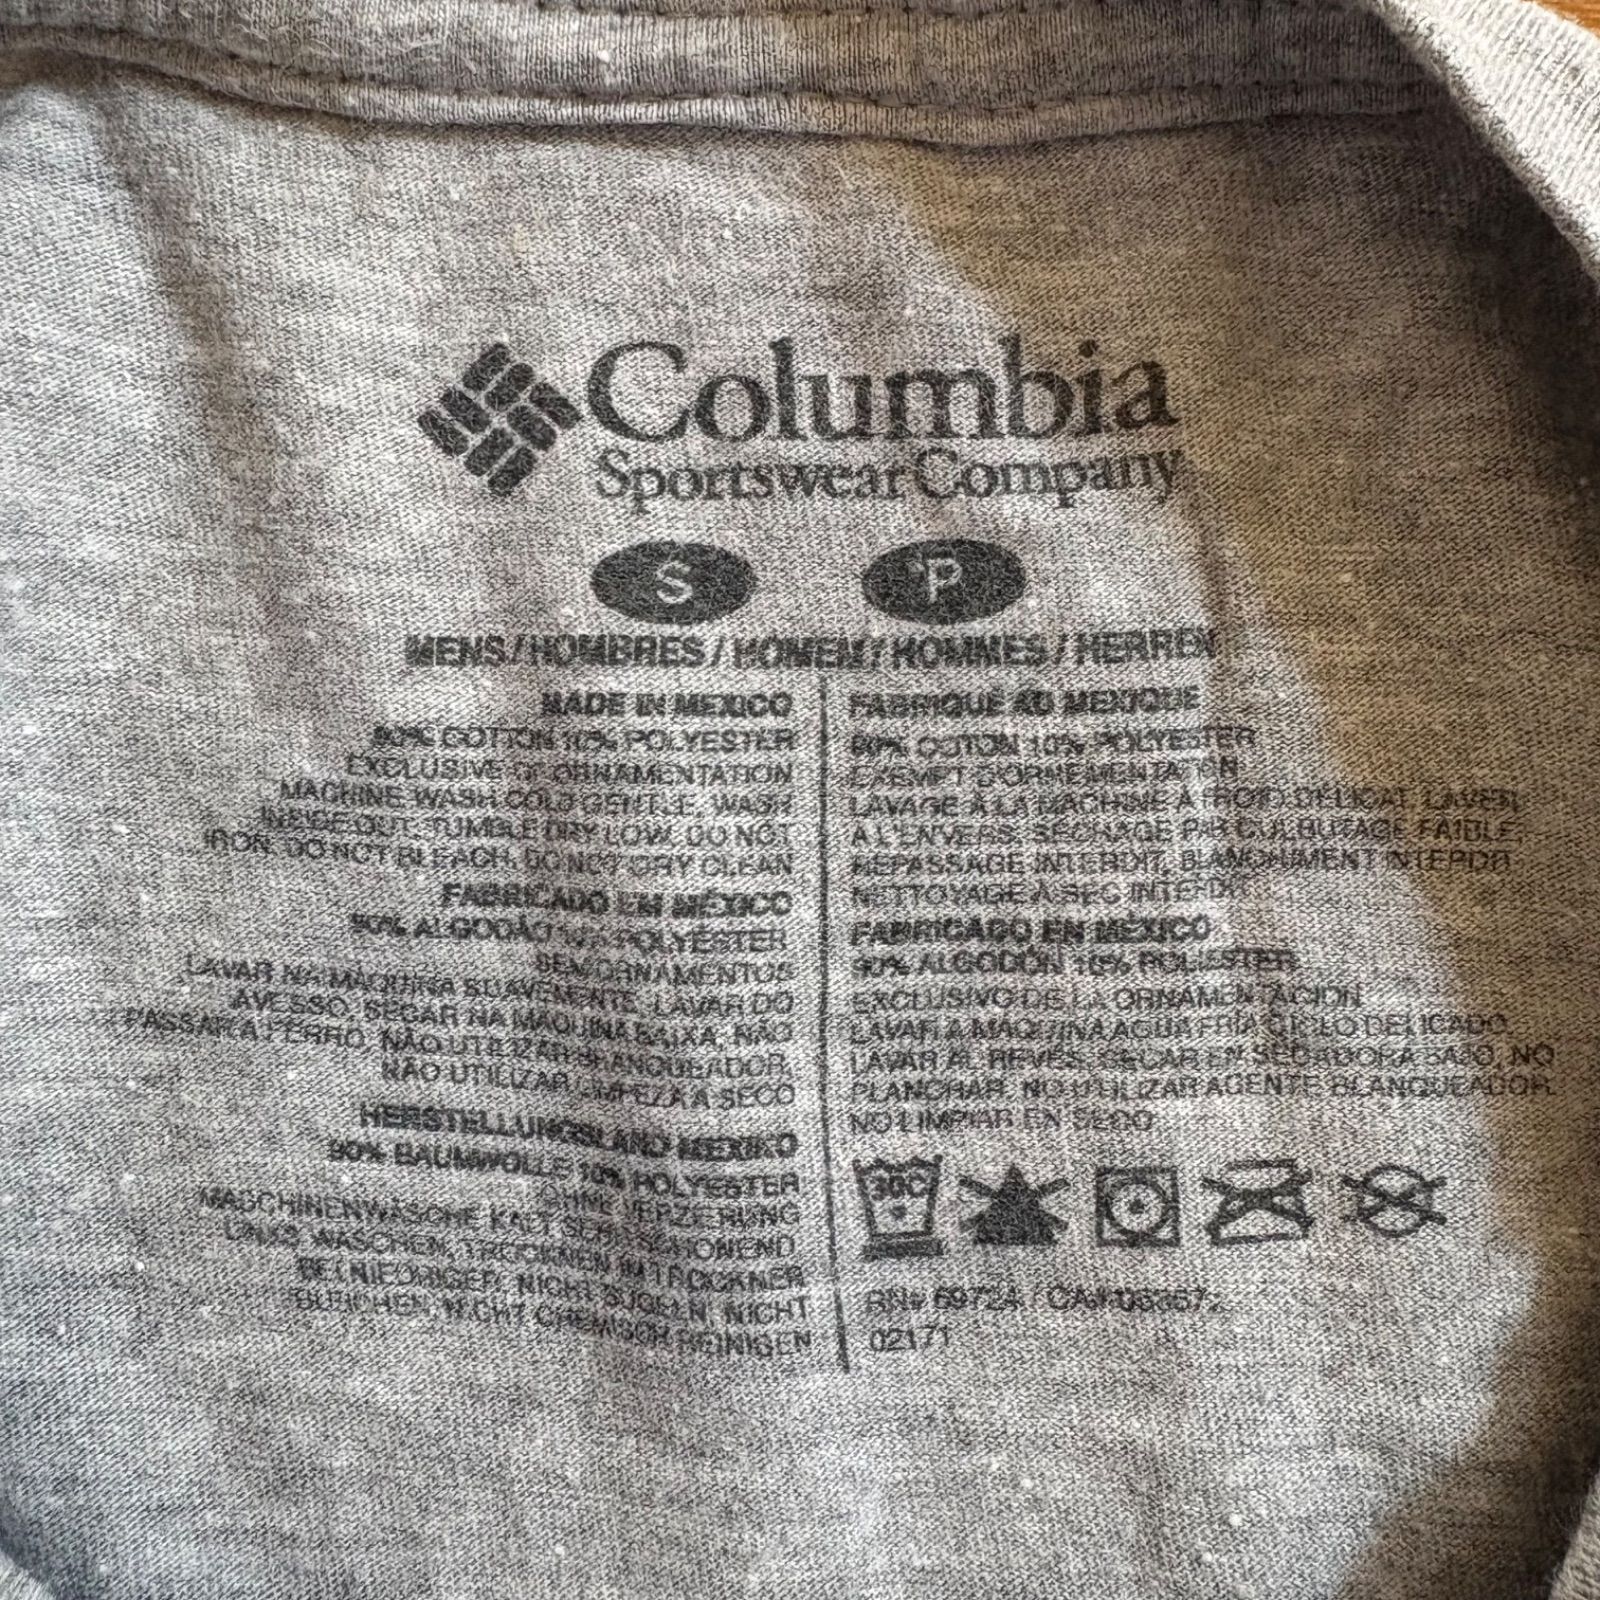 Columbia
Sportswear Company
S P
MENS / HOMBRES / HOMEM / HOMMES / HERREN
MADE IN MEXICO
90% COTTON 10% POLYESTER
EXCLUSIVE OF ORNAMENTATION
MACHINE WASH COLD GENTLE, WASH
INSIDE OUT, TUMBLE DRY LOW, DO NOT
IRON, DO NOT BLEACH, DO NOT DRY CLEAN
FABRICADO EM MÉXICO
90% ALGODÃO 10% POLYÉSTER
SEM ORNAMENTOS
LAVAR NA MÁQUINA SUAVEMENTE, LAVAR DO
AVESSO, SECAR NA MÁQUINA BAIXA, NÃO
PASSAR A FERRO, NÃO UTILIZAR BRANQUEADOR,
NÃO UTILIZAR LIMPEZA A SECO
HERSTELLUNGSLAND MEXIKO
90% BAUMWOLLE 10% POLYESTER
OHNE VERZIERUNG
MASCHINENWÄSCHE KALT SEHR SCHONEND,
LINKS WASCHEN, TROCKNEN IM TROCKNER
BEI NIEDRIGER, NICHT BÜGELN, NICHT
BLEICHEN, NICHT CHEMISCH REINIGEN
FABRIQUÉ AU MEXIQUE
90% COTON 10% POLYESTER
EXEMPT D'ORNEMENTATION
LAVAGE À LA MACHINE À FROID DÉLICAT, LAVER
À L'ENVERS, SÉCHAGE PAR CULBUTAGE FAIBLE,
REPASSAGE INTERDIT, BLANCHIMENT INTERDIT,
NETTOYAGE À SEC INTERDIT
FABRICADO EN MÉXICO
90% ALGODÓN 10% POLIÉSTER
EXCLUSIVO DE LA ORNAMENTACIÓN
LAVAR A MÁQUINA AGUA FRÍA CICLO DELICADO,
LAVAR AL REVÉS, SECAR EN SECADORA BAJO, NO
PLANCHAR, NO UTILIZAR AGENTE BLANQUEADOR,
NO LIMPIAR EN SECO
30C
RN# 69724 / CA#
02171